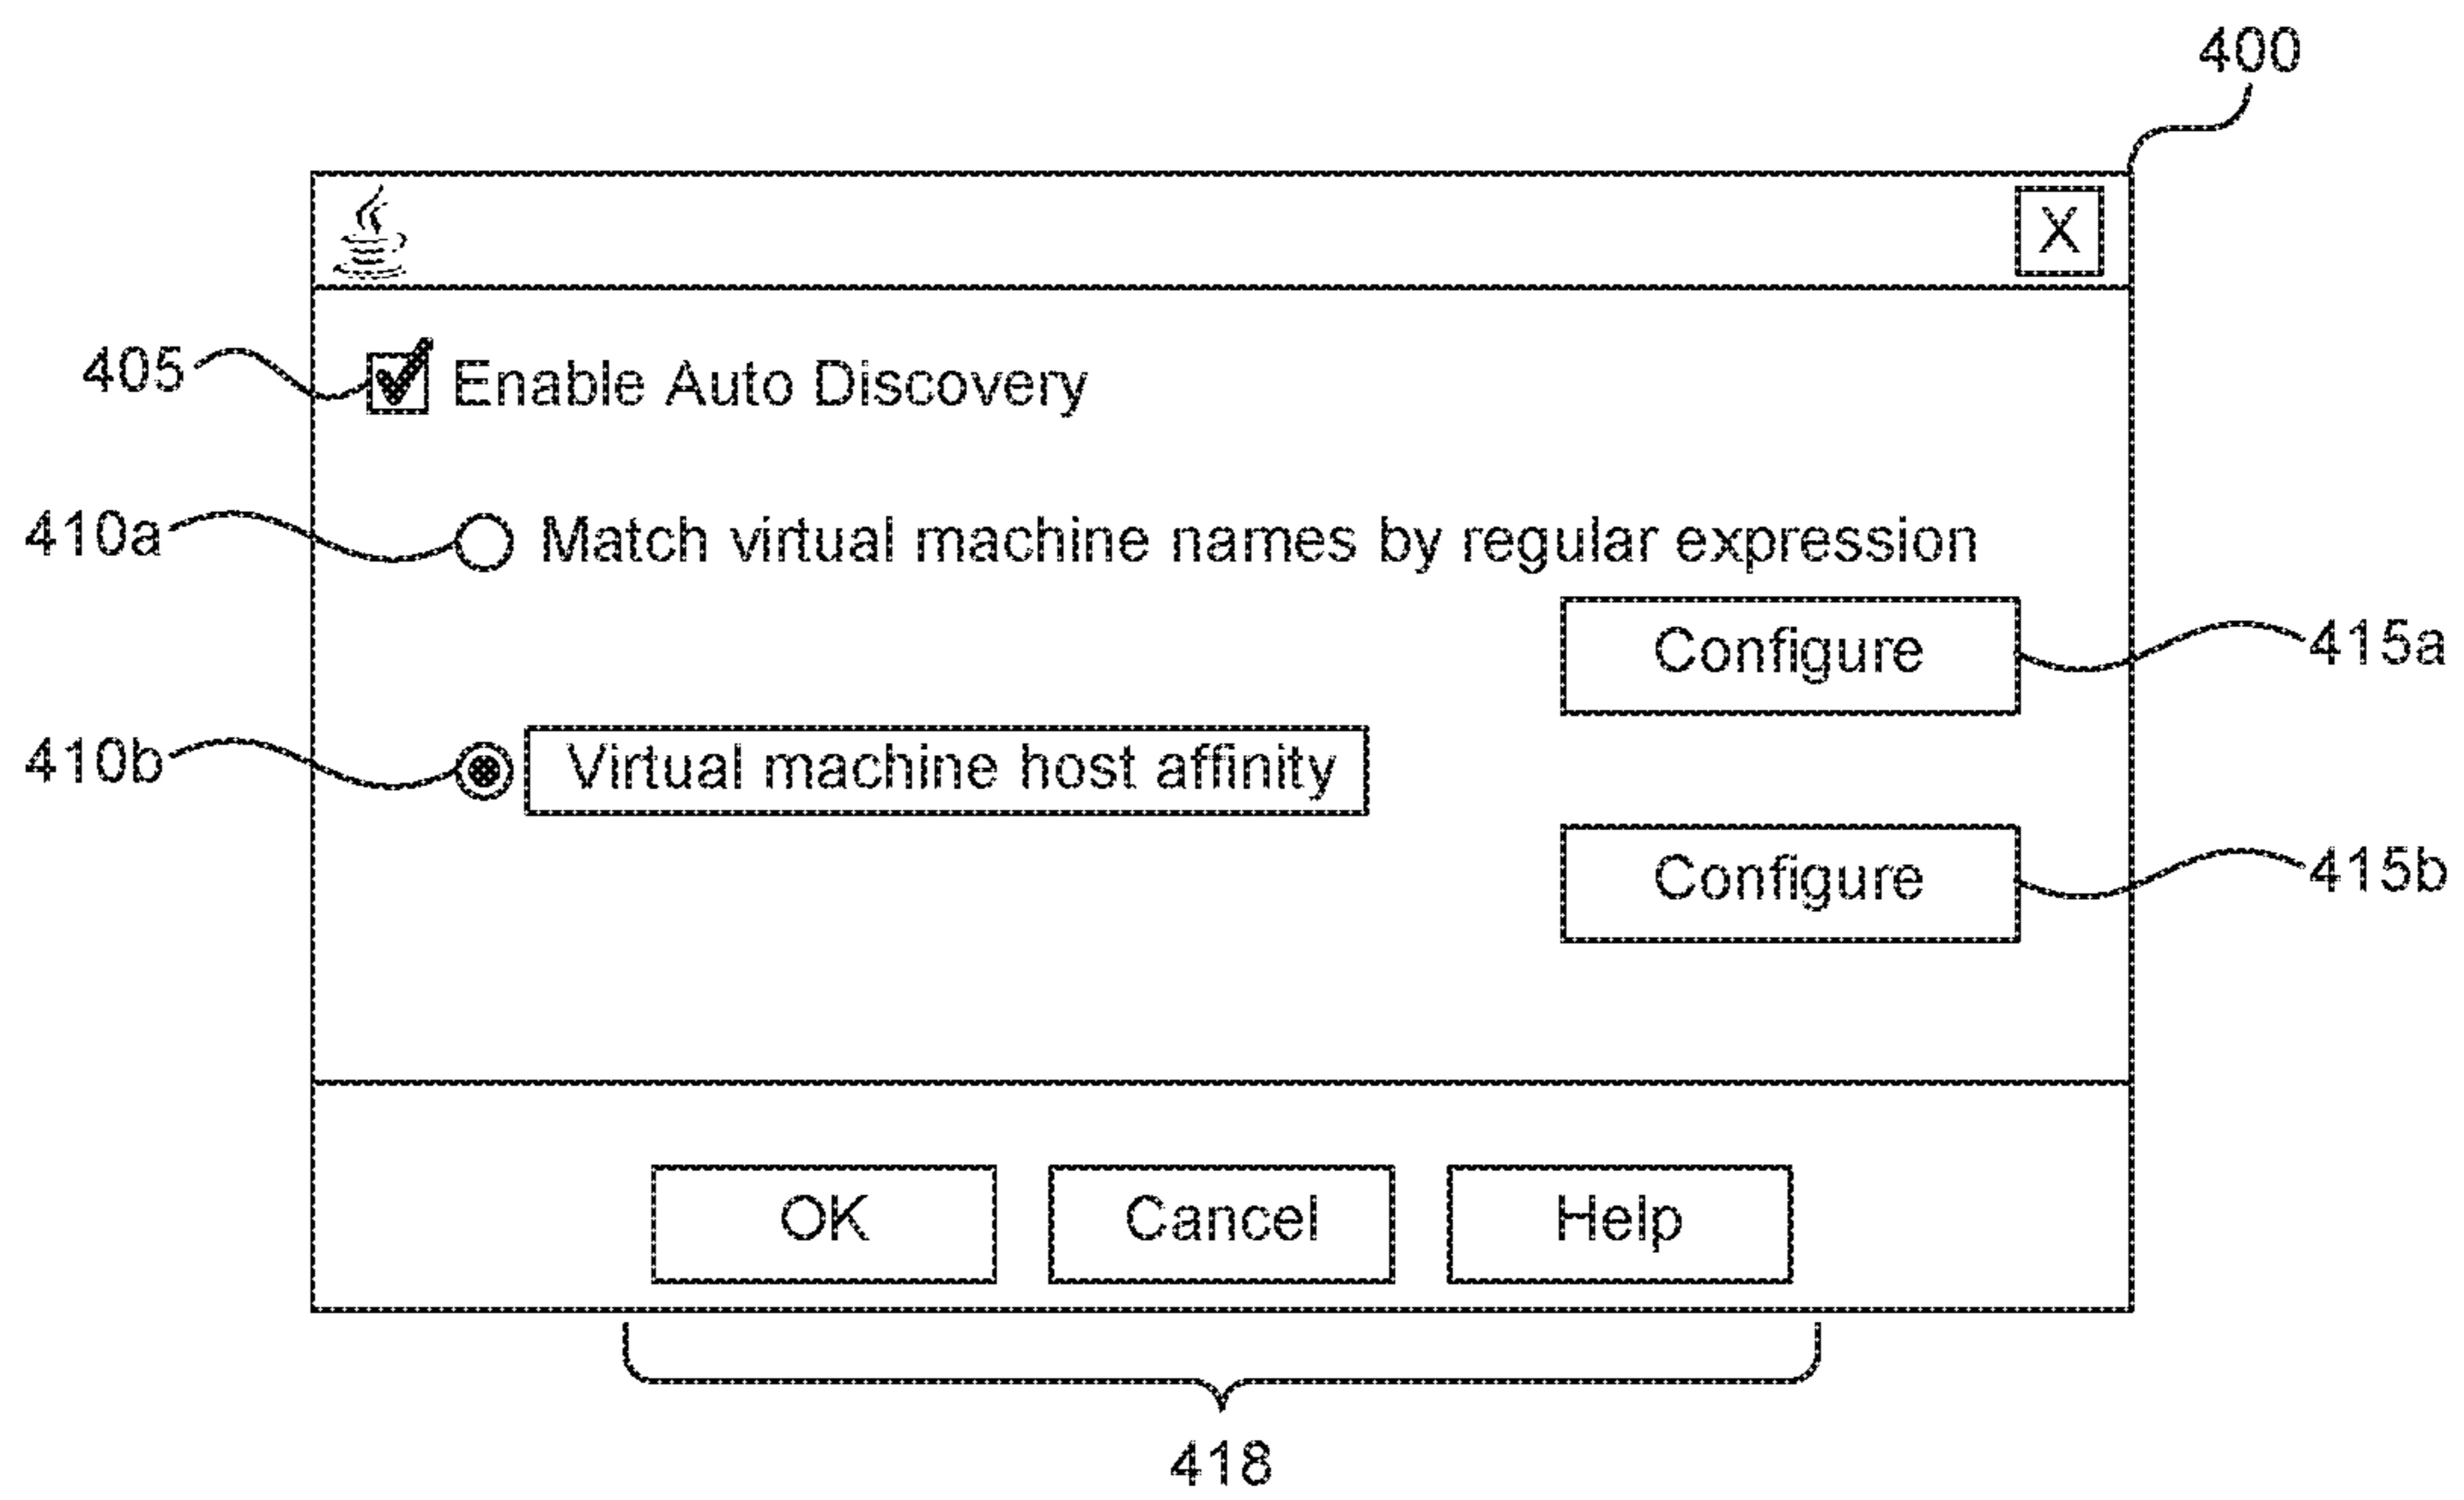 400
X
405
Enable Auto Discovery
410a
Match virtual machine names by regular expression
Configure
415a
410b
Virtual machine host affinity
Configure
415b
OK
Cancel
Help
418